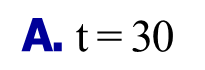 A. t = 30